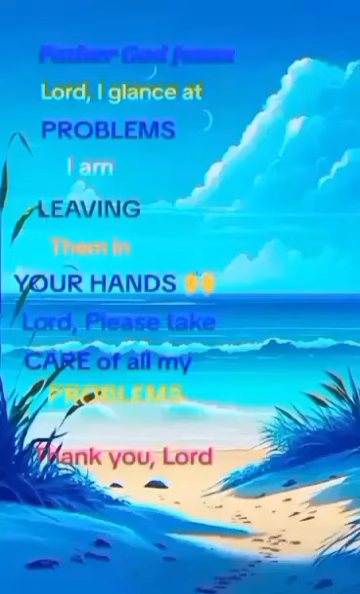 Father God Jesus
Lord, I glance at
PROBLEMS
I am
LEAVING
Them in
YOUR HANDS 🙌
Lord, Please take
CARE of all my
PROBLEMS
Thank you, Lord